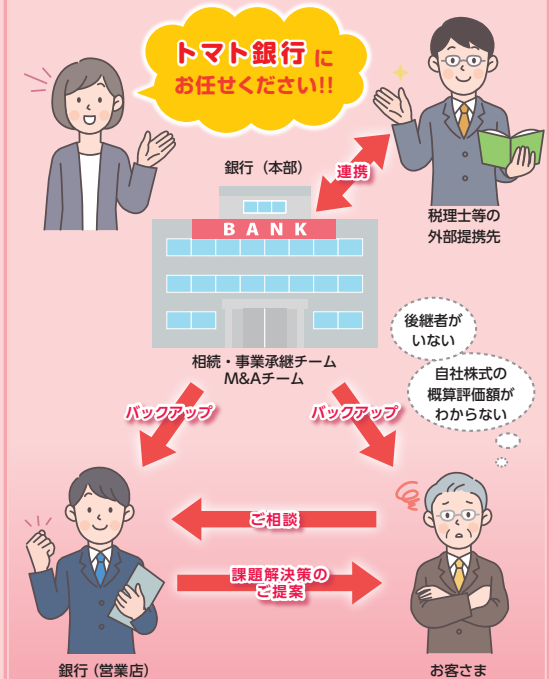 トマト銀行に
お任せください!!
銀行（本部）
連携
税理士等の
外部提携先
BANK
後継者が
いない
自社株式の
概算評価額が
わからない
相続・事業承継チーム
M&Aチーム
バックアップ
バックアップ
ご相談
課題解決策の
ご提案
銀行（営業店）
お客さま